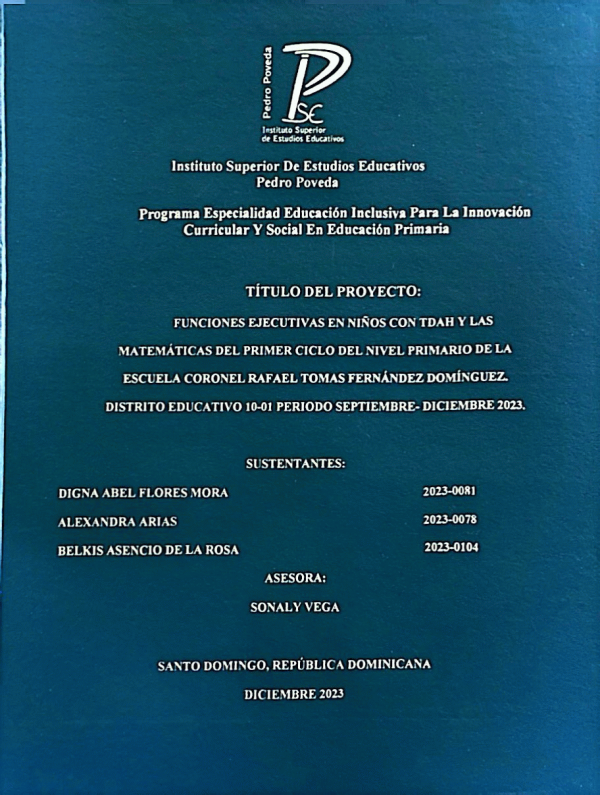 Pedro Poveda
ISE
Instituto Superior
de Estudios Educativos
Instituto Superior De Estudios Educativos
Pedro Poveda
Programa Especialidad Educación Inclusiva Para La Innovación
Curricular Y Social En Educación Primaria
TÍTULO DEL PROYECTO:
FUNCIONES EJECUTIVAS EN NIÑOS CON TDAH Y LAS
MATEMÁTICAS DEL PRIMER CICLO DEL NIVEL PRIMARIO DE LA
ESCUELA CORONEL RAFAEL TOMAS FERNÁNDEZ DOMÍNGUEZ.
DISTRITO EDUCATIVO 10-01 PERIODO SEPTIEMBRE- DICIEMBRE 2023.
SUSTENTANTES:
DIGNA ABEL FLORES MORA 2023-0081
ALEXANDRA ARIAS 2023-0078
BELKIS ASENCIO DE LA ROSA 2023-0104
ASESORA:
SONALY VEGA
SANTO DOMINGO, REPÚBLICA DOMINICANA
DICIEMBRE 2023